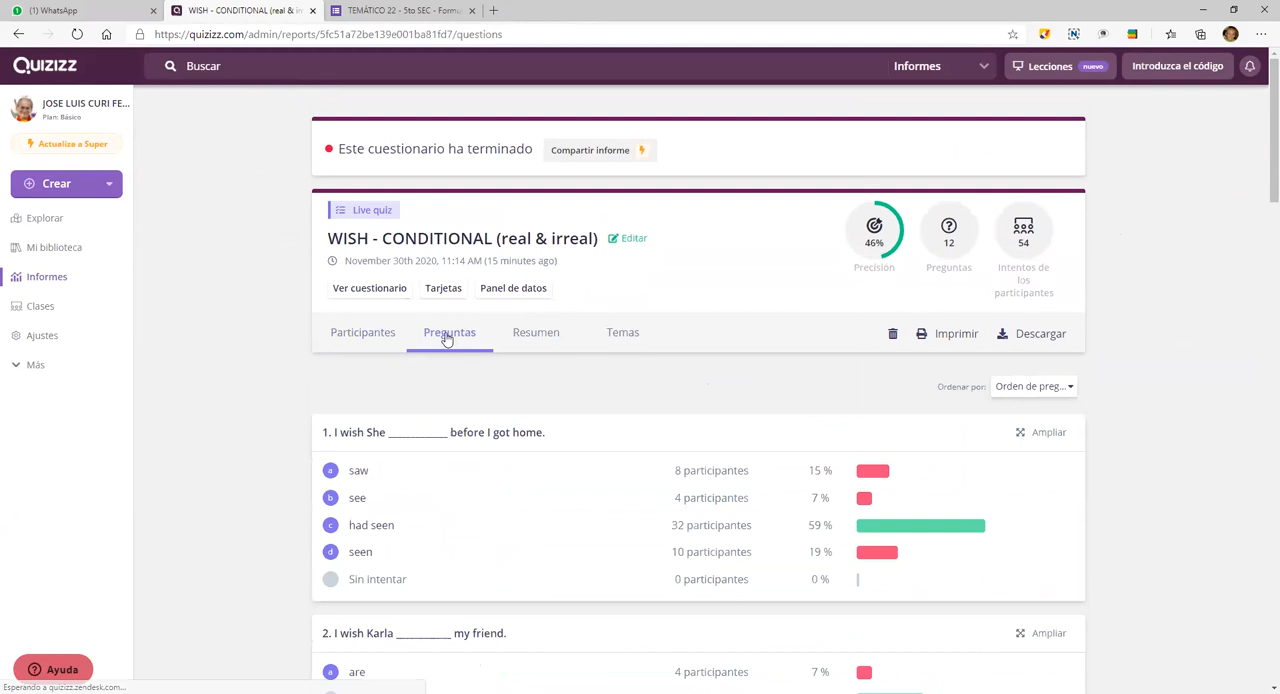 (1) WhatsApp
WISH - CONDITIONAL (real & ir
TEMÁTICO 22 - 5to SEC - Formu
https://quizizz.com/admin/reports/5fc51a72be139e001ba81fd7/questions
Quizizz
Buscar
Informes
Lecciones nuevo
Introduzca el código
JOSE LUIS CURI FE...
Plan: Básico
Actualiza a Super
Crear
Explorar
Mi biblioteca
Informes
Clases
Ajustes
Más
Ayuda
Este cuestionario ha terminado
Compartir informe
Live quiz
WISH - CONDITIONAL (real & irreal)
Editar
November 30th 2020, 11:14 AM (15 minutes ago)
Ver cuestionario
Tarjetas
Panel de datos
46%
Precisión
12
Preguntas
54
Intentos de
los
participantes
Participantes
Preguntas
Resumen
Temas
Imprimir
Descargar
Ordenar por: Orden de preg...
1. I wish She ____________ before I got home.
Ampliar
a saw 8 participantes 15 %
b see 4 participantes 7 %
c had seen 32 participantes 59 %
d seen 10 participantes 19 %
Sin intentar 0 participantes 0 %
2. I wish Karla ___________ my friend.
Ampliar
a are 4 participantes 7 %
Esperando a quizizz.zendesk.com...